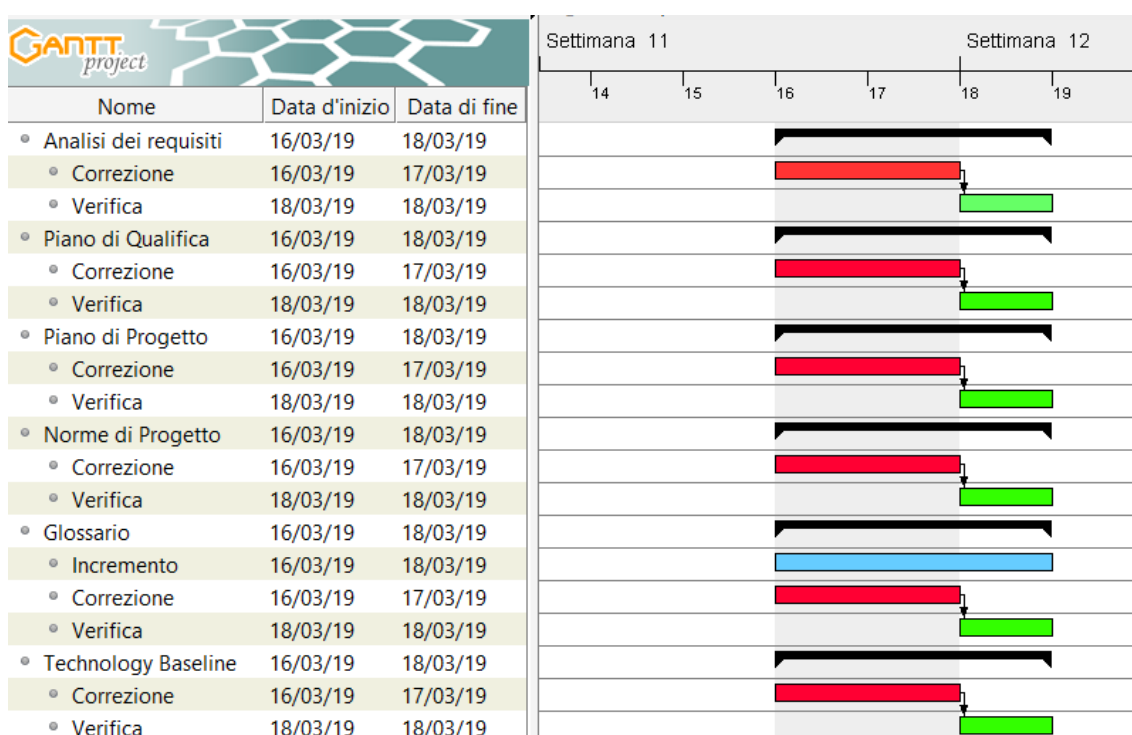 GANTT
project
Settimana 11 Settimana 12
14 15 16 17 18 19
Nome Data d'inizio Data di fine
Analisi dei requisiti 16/03/19 18/03/19
Correzione 16/03/19 17/03/19
Verifica 18/03/19 18/03/19
Piano di Qualifica 16/03/19 18/03/19
Correzione 16/03/19 17/03/19
Verifica 18/03/19 18/03/19
Piano di Progetto 16/03/19 18/03/19
Correzione 16/03/19 17/03/19
Verifica 18/03/19 18/03/19
Norme di Progetto 16/03/19 18/03/19
Correzione 16/03/19 17/03/19
Verifica 18/03/19 18/03/19
Glossario 16/03/19 18/03/19
Incremento 16/03/19 18/03/19
Correzione 16/03/19 17/03/19
Verifica 18/03/19 18/03/19
Technology Baseline 16/03/19 18/03/19
Correzione 16/03/19 17/03/19
Verifica 18/03/19 18/03/19